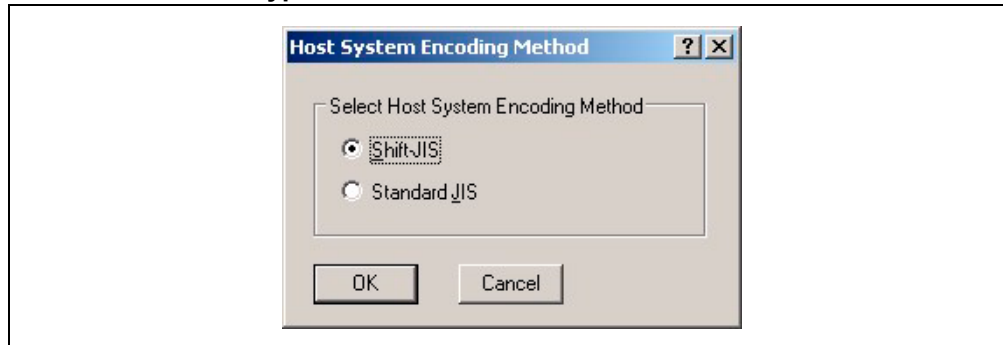 Host System Encoding Method
Select Host System Encoding Method
Shift-JIS
Standard JIS
OK
Cancel